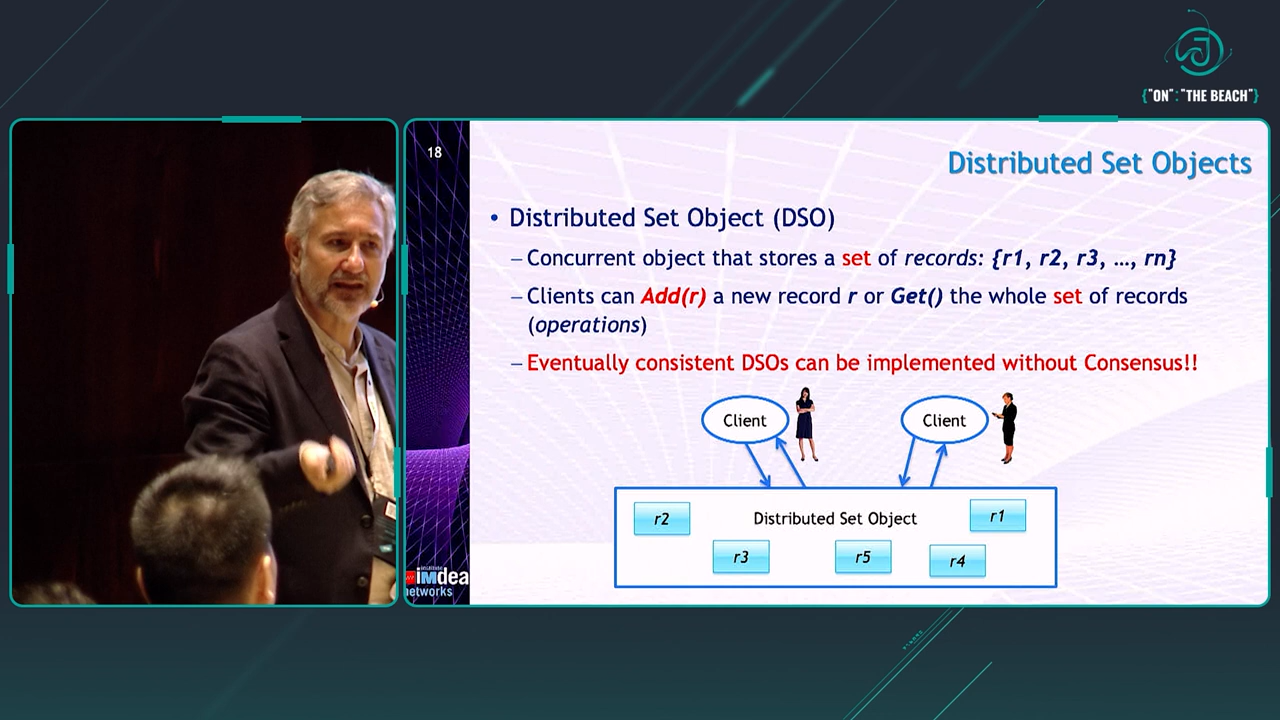 {"ON":"THE BEACH"}
18
Distributed Set Objects
• Distributed Set Object (DSO)
– Concurrent object that stores a set of records: {r1, r2, r3, ..., rn}
– Clients can Add(r) a new record r or Get() the whole set of records
(operations)
– Eventually consistent DSOs can be implemented without Consensus!!
Client
Client
r2
Distributed Set Object
r1
r3
r5
r4
imdea
networks